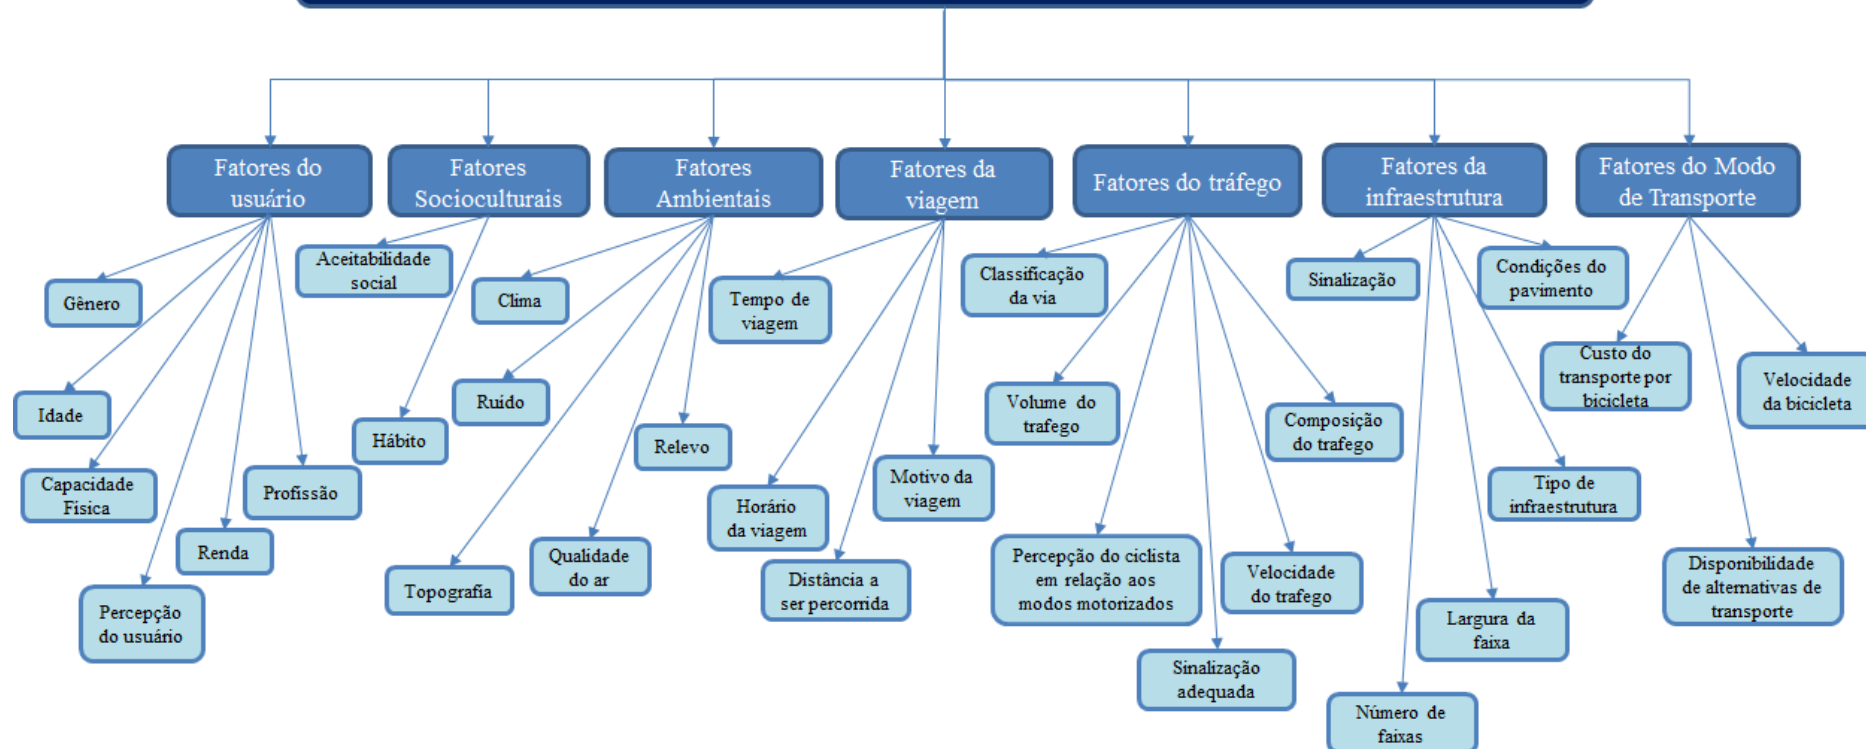 Fatores do
usuário
Fatores
Socioculturais
Fatores
Ambientais
Fatores da
viagem
Fatores do tráfego
Fatores da
infraestrutura
Fatores do Modo
de Transporte
Gênero
Idade
Capacidade
Física
Percepção
do usuário
Renda
Profissão
Aceitabilidade
social
Hábito
Clima
Ruído
Topografia
Qualidade
do ar
Relevo
Tempo de
viagem
Horário
da viagem
Distância a
ser percorrida
Motivo da
viagem
Classificação
da via
Volume do
trafego
Percepção do ciclista
em relação aos
modos motorizados
Sinalização
adequada
Velocidade
do trafego
Composição
do trafego
Sinalização
Número de
faixas
Largura da
faixa
Tipo de
infraestrutura
Condições do
pavimento
Custo do
transporte por
bicicleta
Disponibilidade
de alternativas de
transporte
Velocidade
da bicicleta